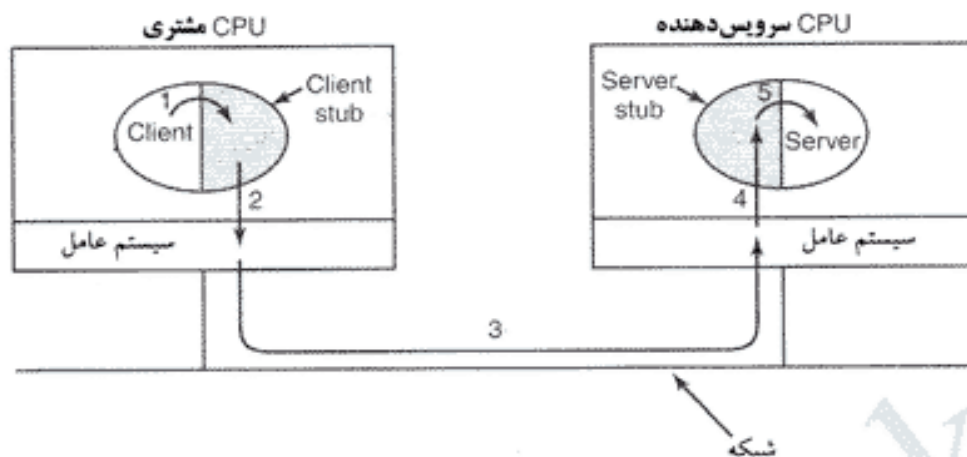 CPU مشتری
CPU سرویس‌دهنده
1
Client
Client
stub
2
سیستم عامل
Server
stub
5
Server
4
سیستم عامل
3
شبکه